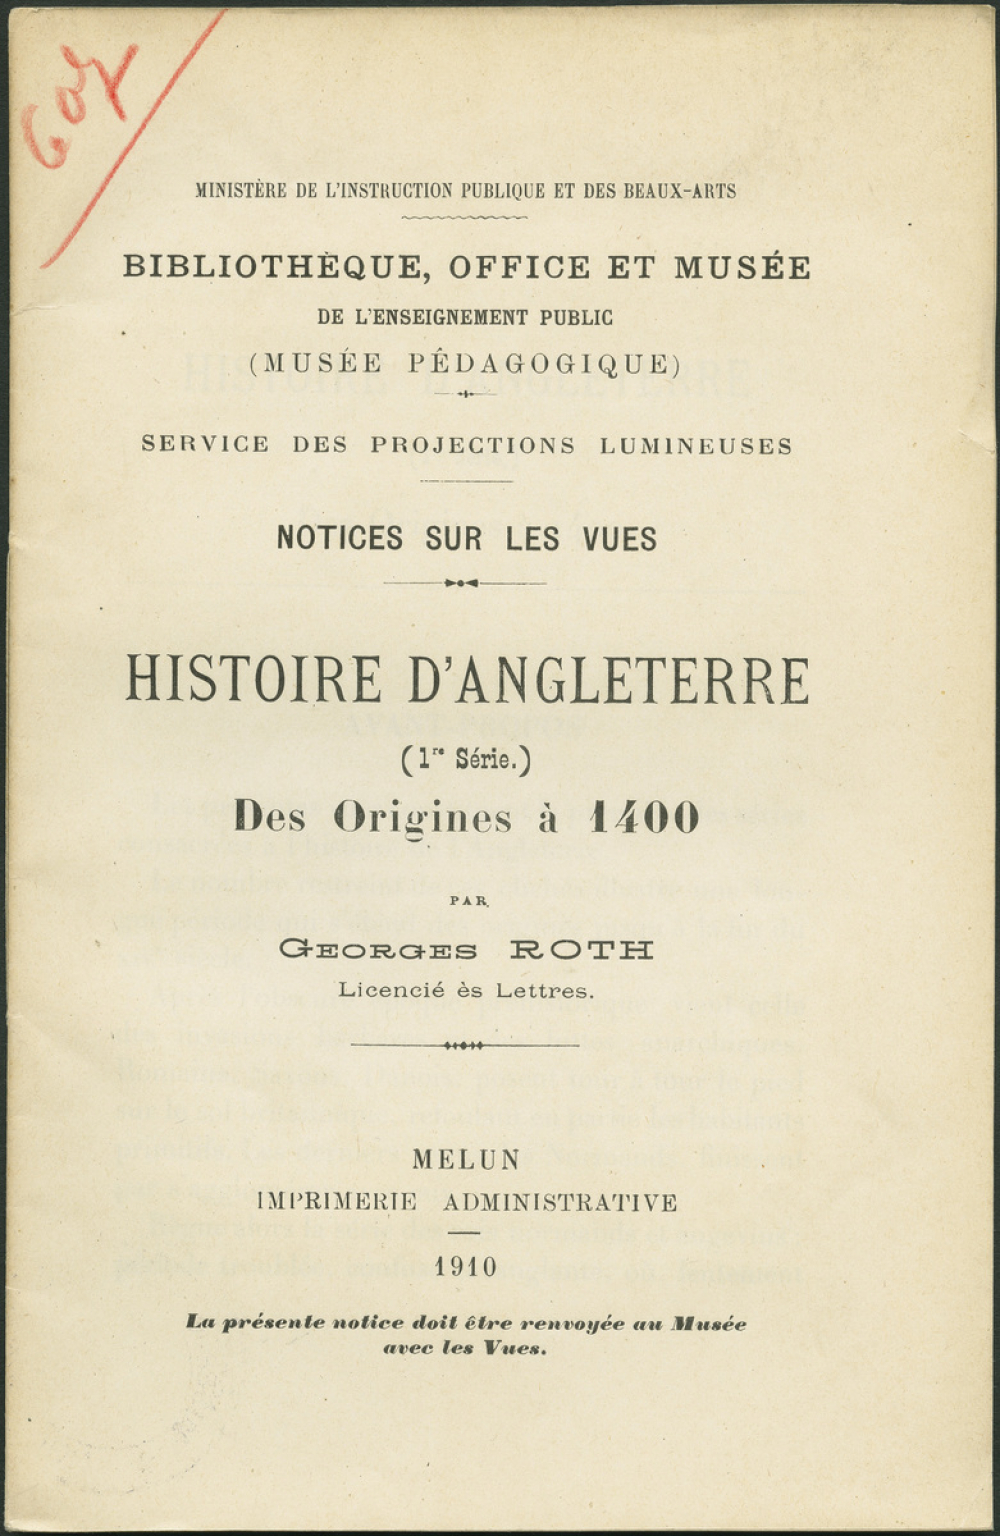 MINISTÈRE DE L'INSTRUCTION PUBLIQUE ET DES BEAUX-ARTS
BIBLIOTHÈQUE, OFFICE ET MUSÉE
DE L'ENSEIGNEMENT PUBLIC
(MUSÉE PÉDAGOGIQUE)
SERVICE DES PROJECTIONS LUMINEUSES
NOTICES SUR LES VUES
HISTOIRE D'ANGLETERRE
(1re Série.)
Des Origines à 1400
PAR
GEORGES ROTH
Licencié ès Lettres.
MELUN
IMPRIMERIE ADMINISTRATIVE
1910
La présente notice doit être renvoyée au Musée
avec les Vues.